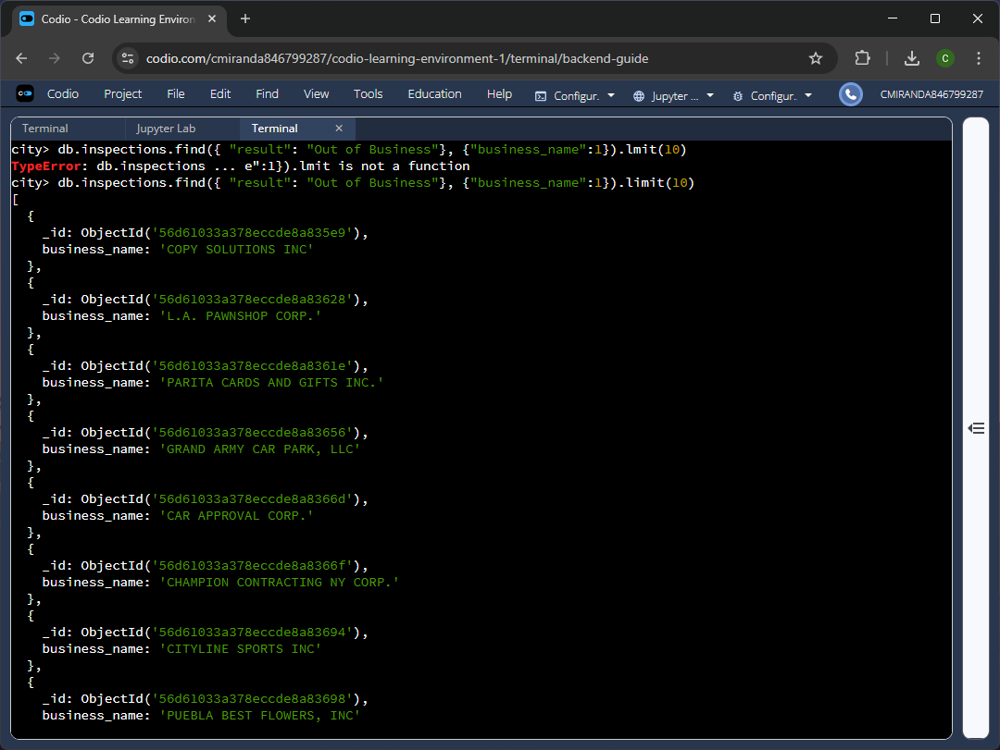 Codio - Codio Learning Environ
codio.com/cmiranda846799287/codio-learning-environment-1/terminal/backend-guide
C
Codio Project File Edit Find View Tools Education Help Configur. Jupyter ... Configur.. CMIRANDA846799287
Terminal Jupyter Lab Terminal
city> db.inspections.find({ "result": "Out of Business"}, {"business_name":1}).lmit(10)
TypeError: db.inspections ... e":1}).lmit is not a function
city> db.inspections.find({ "result": "Out of Business"}, {"business_name":1}).limit(10)
[
{
_id: ObjectId('56d61033a378eccde8a835e9'),
business_name: 'COPY SOLUTIONS INC'
},
{
_id: ObjectId('56d61033a378eccde8a83628'),
business_name: 'L.A. PAWNSHOP CORP.'
},
{
_id: ObjectId('56d61033a378eccde8a8361e'),
business_name: 'PARITA CARDS AND GIFTS INC.'
},
{
_id: ObjectId('56d61033a378eccde8a83656'),
business_name: 'GRAND ARMY CAR PARK, LLC'
},
{
_id: ObjectId('56d61033a378eccde8a8366d'),
business_name: 'CAR APPROVAL CORP.'
},
{
_id: ObjectId('56d61033a378eccde8a8366f'),
business_name: 'CHAMPION CONTRACTING NY CORP.'
},
{
_id: ObjectId('56d61033a378eccde8a83694'),
business_name: 'CITYLINE SPORTS INC'
},
{
_id: ObjectId('56d61033a378eccde8a83698'),
business_name: 'PUEBLA BEST FLOWERS, INC'